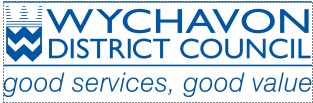 WYCHAVON
DISTRICT COUNCIL
good services, good value